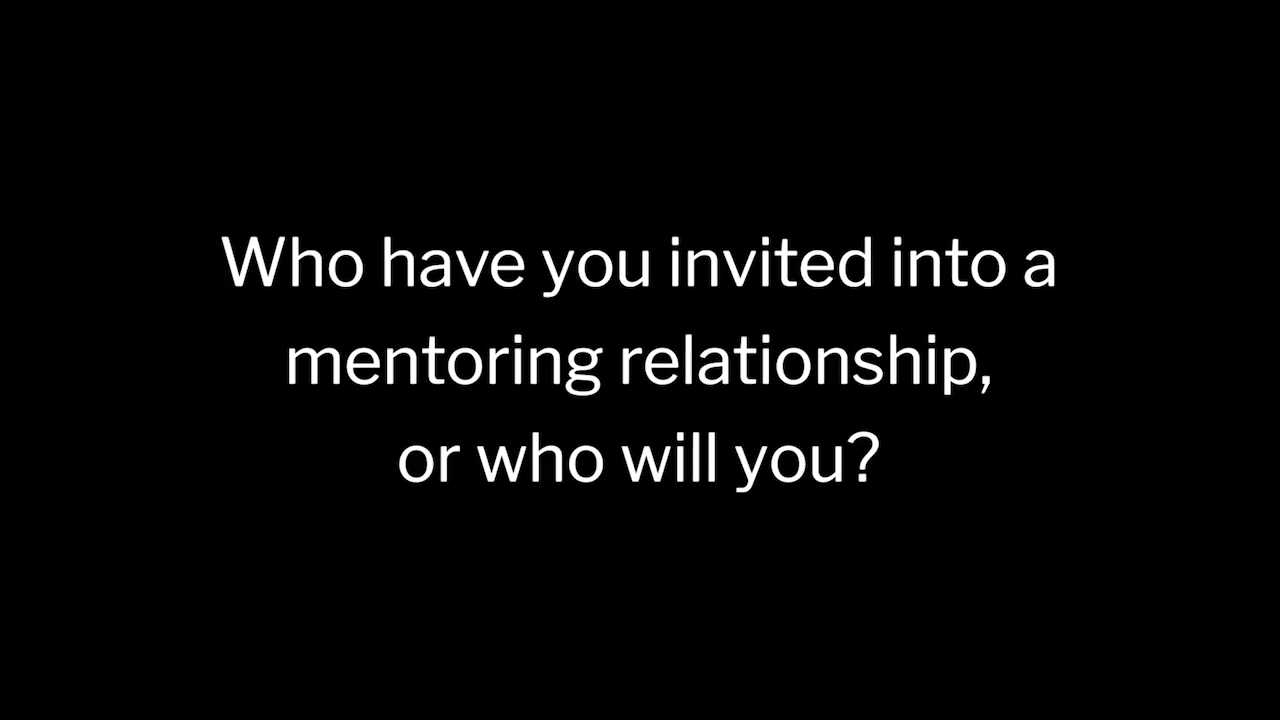 Who have you invited into a
mentoring relationship,
or who will you?